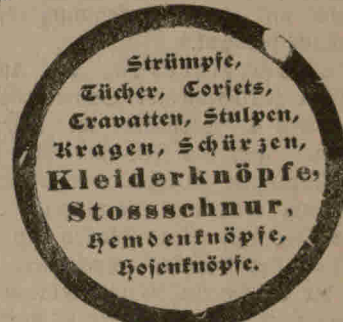 Strümpfe,
Tücher, Corsets,
Cravatten, Stulpen,
Kragen, Schürzen,
Kleiderknöpfe,
Stossschnur,
Hemdenknöpfe,
Hosenknöpfe.